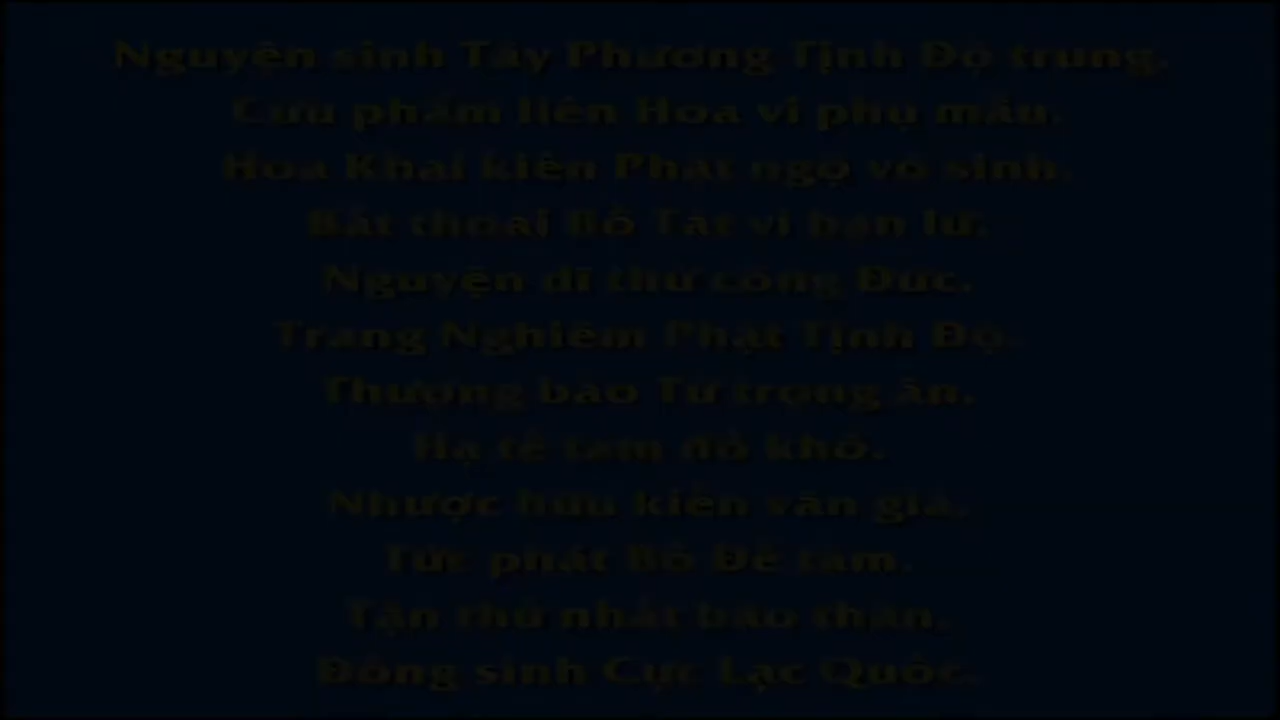 Nguyện sinh Tây Phương Tịnh Độ trung.
Cửu phẩm liên Hoa vi phụ mẫu.
Hoa Khai kiến Phật ngộ vô sinh.
Bất thoai Bồ Tát vi bạn lữ.
Nguyện dĩ thử công Đức.
Trang Nghiêm Phật Tịnh Độ.
Thượng báo Tứ trọng ân.
Hạ tế tam đồ khổ.
Nhược hữu kiến văn giả.
Tức phát Bồ Đề tâm.
Tận thử nhất báo thân.
Đồng sinh Cực Lạc Quốc.